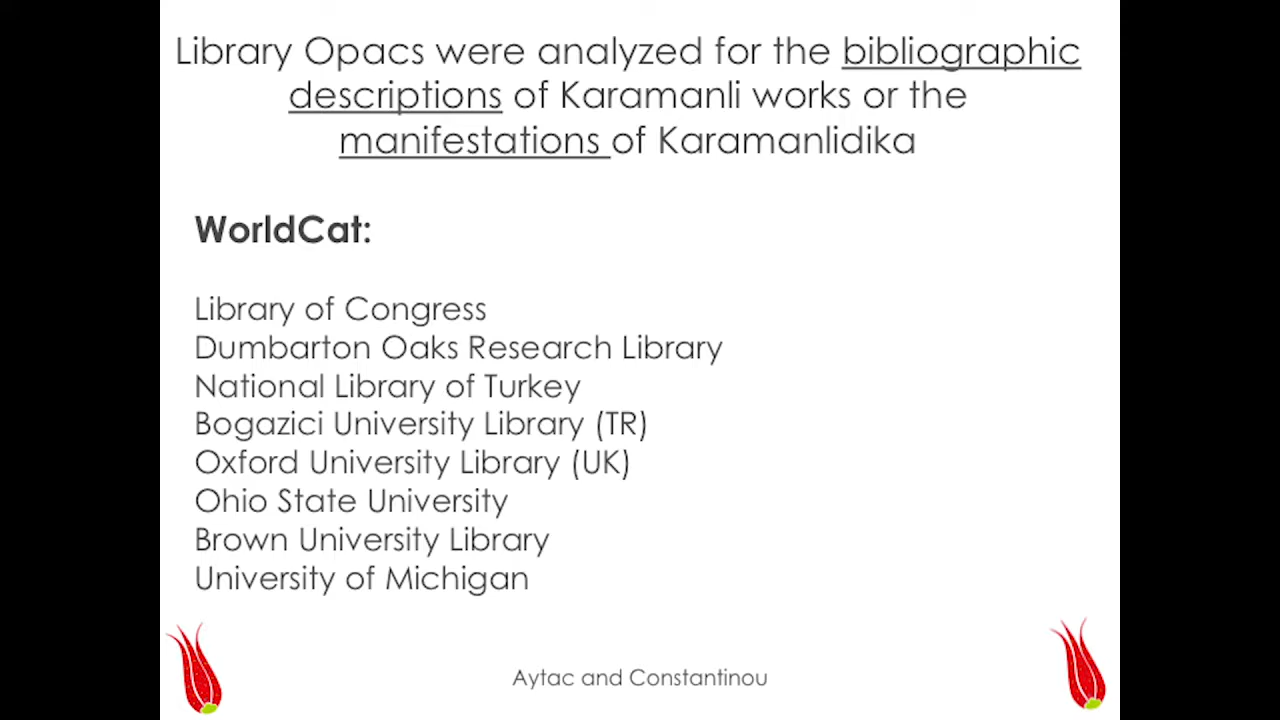 Library Opacs were analyzed for the bibliographic
descriptions of Karamanli works or the
manifestations of Karamanlidika
WorldCat:
Library of Congress
Dumbarton Oaks Research Library
National Library of Turkey
Bogazici University Library (TR)
Oxford University Library (UK)
Ohio State University
Brown University Library
University of Michigan
Aytac and Constantinou